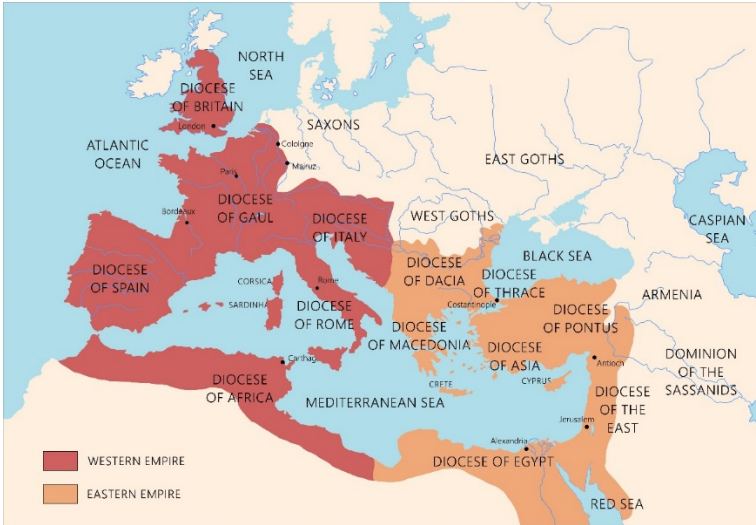 NORTH
SEA
DIOCESE
OF BRITAIN
London
SAXONS
ATLANTIC
OCEAN
Cologne
Mainz
Paris
EAST GOTHS
DIOCESE
OF GAUL
Bordeaux
WEST GOTHS
CASPIAN
SEA
DIOCESE
OF ITALY
BLACK SEA
DIOCESE
OF SPAIN
CORSICA
Rome
DIOCESE
OF DACIA
DIOCESE
OF THRACE
Costantinople
ARMENIA
SARDINHA
DIOCESE
OF ROME
DIOCESE
OF PONTUS
DIOCESE
OF MACEDONIA
DIOCESE
OF ASIA
Carthag
Antioch
DOMINION
OF THE
SASSANIDS
DIOCESE
OF AFRICA
CRETE
CYPRUS
MEDITERRANEAN SEA
DIOCESE
OF THE
EAST
Jerusalem
Alexandria
DIOCESE OF EGYPT
WESTERN EMPIRE
EASTERN EMPIRE
RED SEA